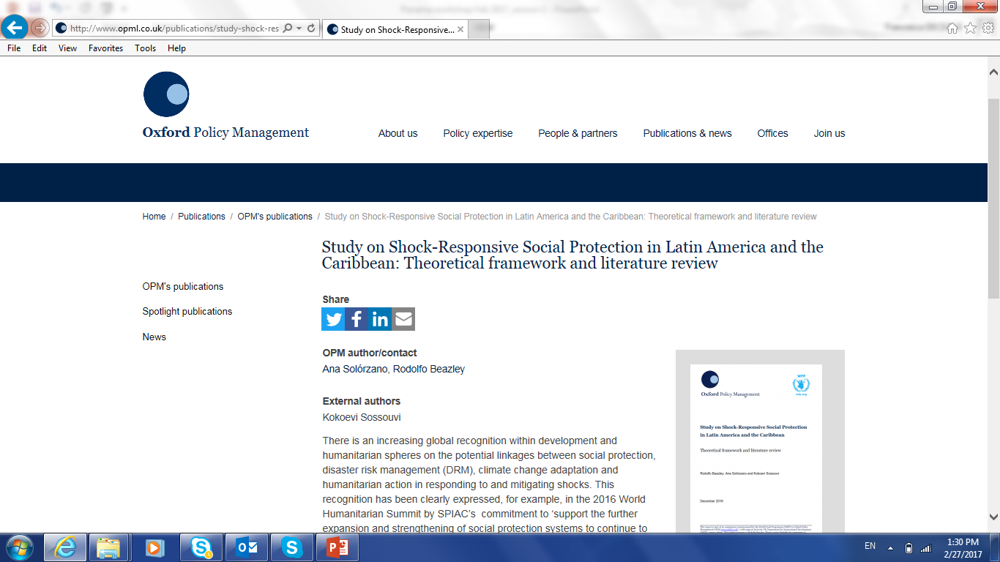 http://www.opml.co.uk/publications/study-shock-res
Study on Shock-Responsive...
File Edit View Favorites Tools Help
Oxford Policy Management
About us Policy expertise People & partners Publications & news Offices Join us
Home / Publications / OPM's publications / Study on Shock-Responsive Social Protection in Latin America and the Caribbean: Theoretical framework and literature review
Study on Shock-Responsive Social Protection in Latin America and the
Caribbean: Theoretical framework and literature review
OPM's publications
Spotlight publications
News
Share
OPM author/contact
Ana Solórzano, Rodolfo Beazley
External authors
Kokoevi Sossouvi
There is an increasing global recognition within development and
humanitarian spheres on the potential linkages between social protection,
disaster risk management (DRM), climate change adaptation and
humanitarian action in responding to and mitigating shocks. This
recognition has been clearly expressed, for example, in the 2016 World
Humanitarian Summit by SPIAC’s commitment to ‘support the further
expansion and strengthening of social protection systems to continue to
Oxford Policy Management
WFP
wfp.org
Study on Shock-Responsive Social Protection
in Latin America and the Caribbean
Theoretical framework and literature review
Rodolfo Beazley, Ana Solórzano and Kokoevi Sossouvi
December 2016
EN
1:30 PM
2/27/2017